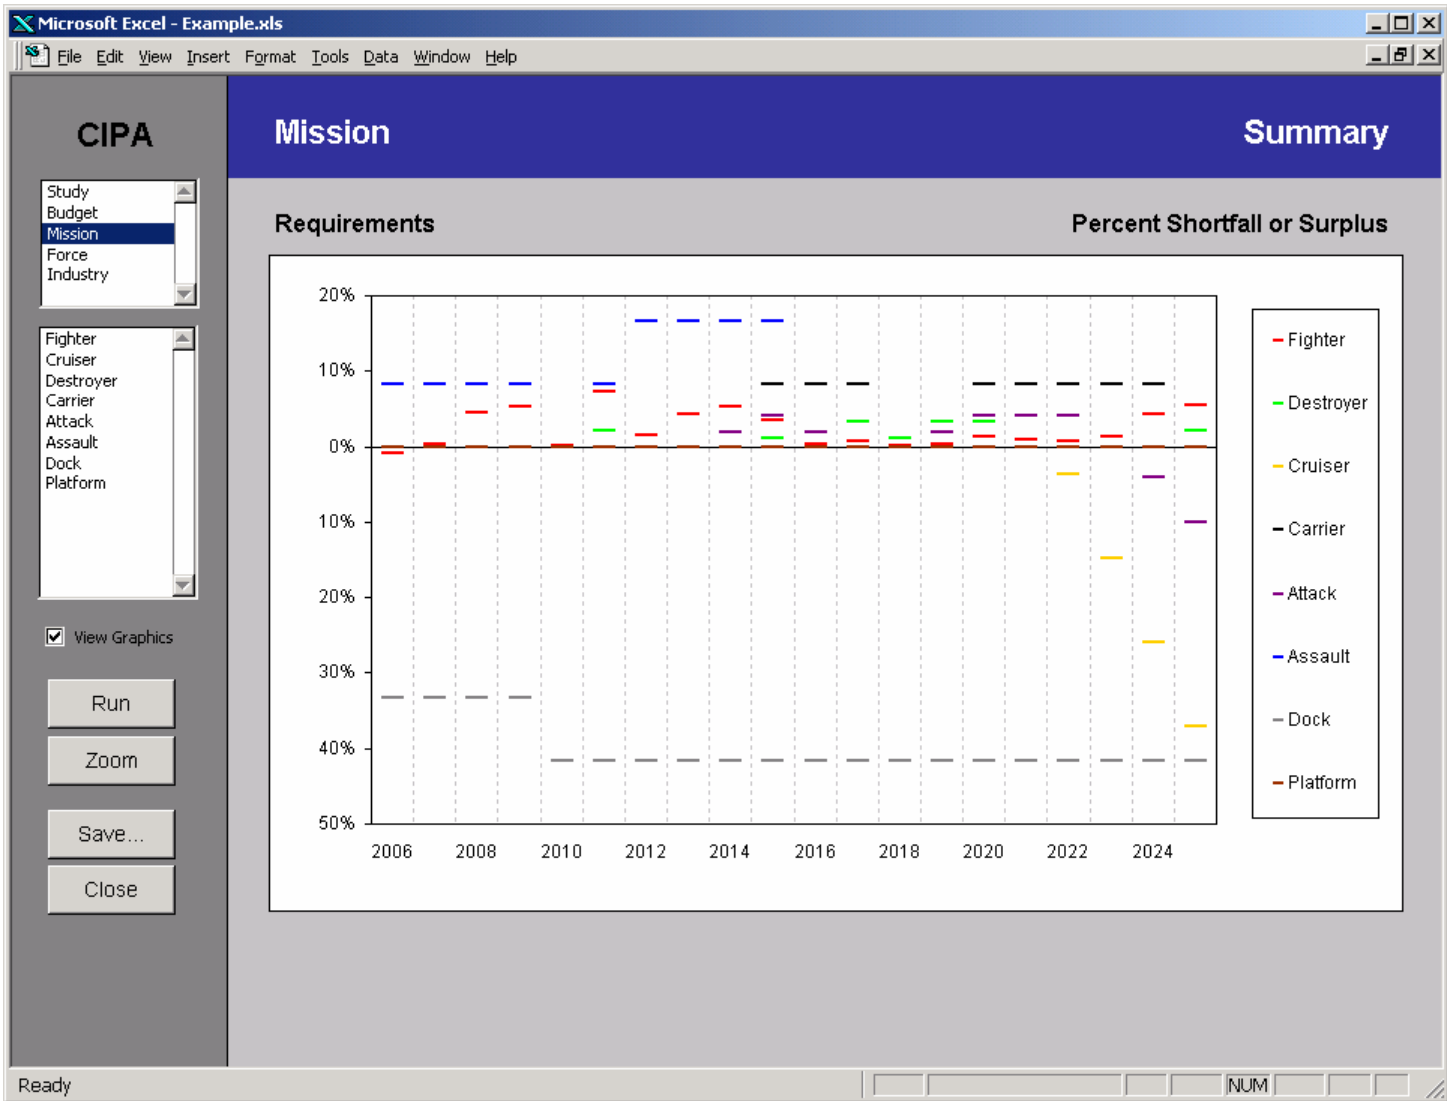 Microsoft Excel - Example.xls
File Edit View Insert Format Tools Data Window Help
CIPA
Study
Budget
Mission
Force
Industry
Fighter
Cruiser
Destroyer
Carrier
Attack
Assault
Dock
Platform
View Graphics
Run
Zoom
Save...
Close
Mission Summary
Requirements Percent Shortfall or Surplus
20%
10%
0%
10%
20%
30%
40%
50%
2006 2008 2010 2012 2014 2016 2018 2020 2022 2024
Fighter
Destroyer
Cruiser
Carrier
Attack
Assault
Dock
Platform
Ready NUM